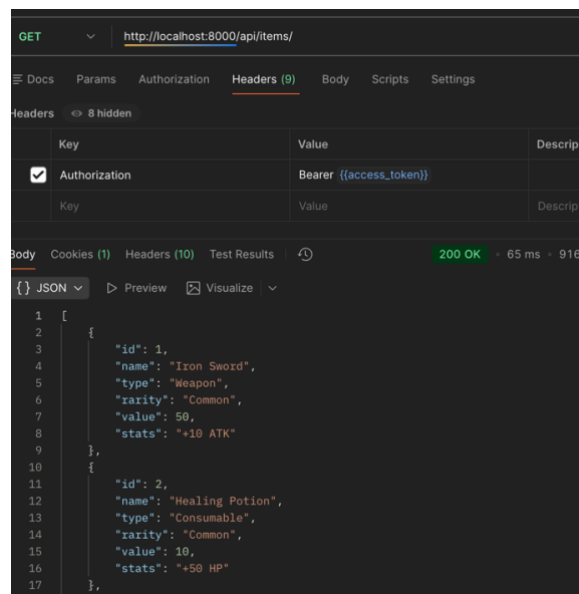 GET http://localhost:8000/api/items/
Docs Params Authorization Headers (9) Body Scripts Settings
Headers 8 hidden
Key Value Descrip
Authorization Bearer {{access_token}}
Key Value Descrip
Body Cookies (1) Headers (10) Test Results 200 OK • 65 ms • 916
{} JSON Preview Visualize
1 [
2 {
3 "id": 1,
4 "name": "Iron Sword",
5 "type": "Weapon",
6 "rarity": "Common",
7 "value": 50,
8 "stats": "+10 ATK"
9 },
10 {
11 "id": 2,
12 "name": "Healing Potion",
13 "type": "Consumable",
14 "rarity": "Common",
15 "value": 10,
16 "stats": "+50 HP"
17 },